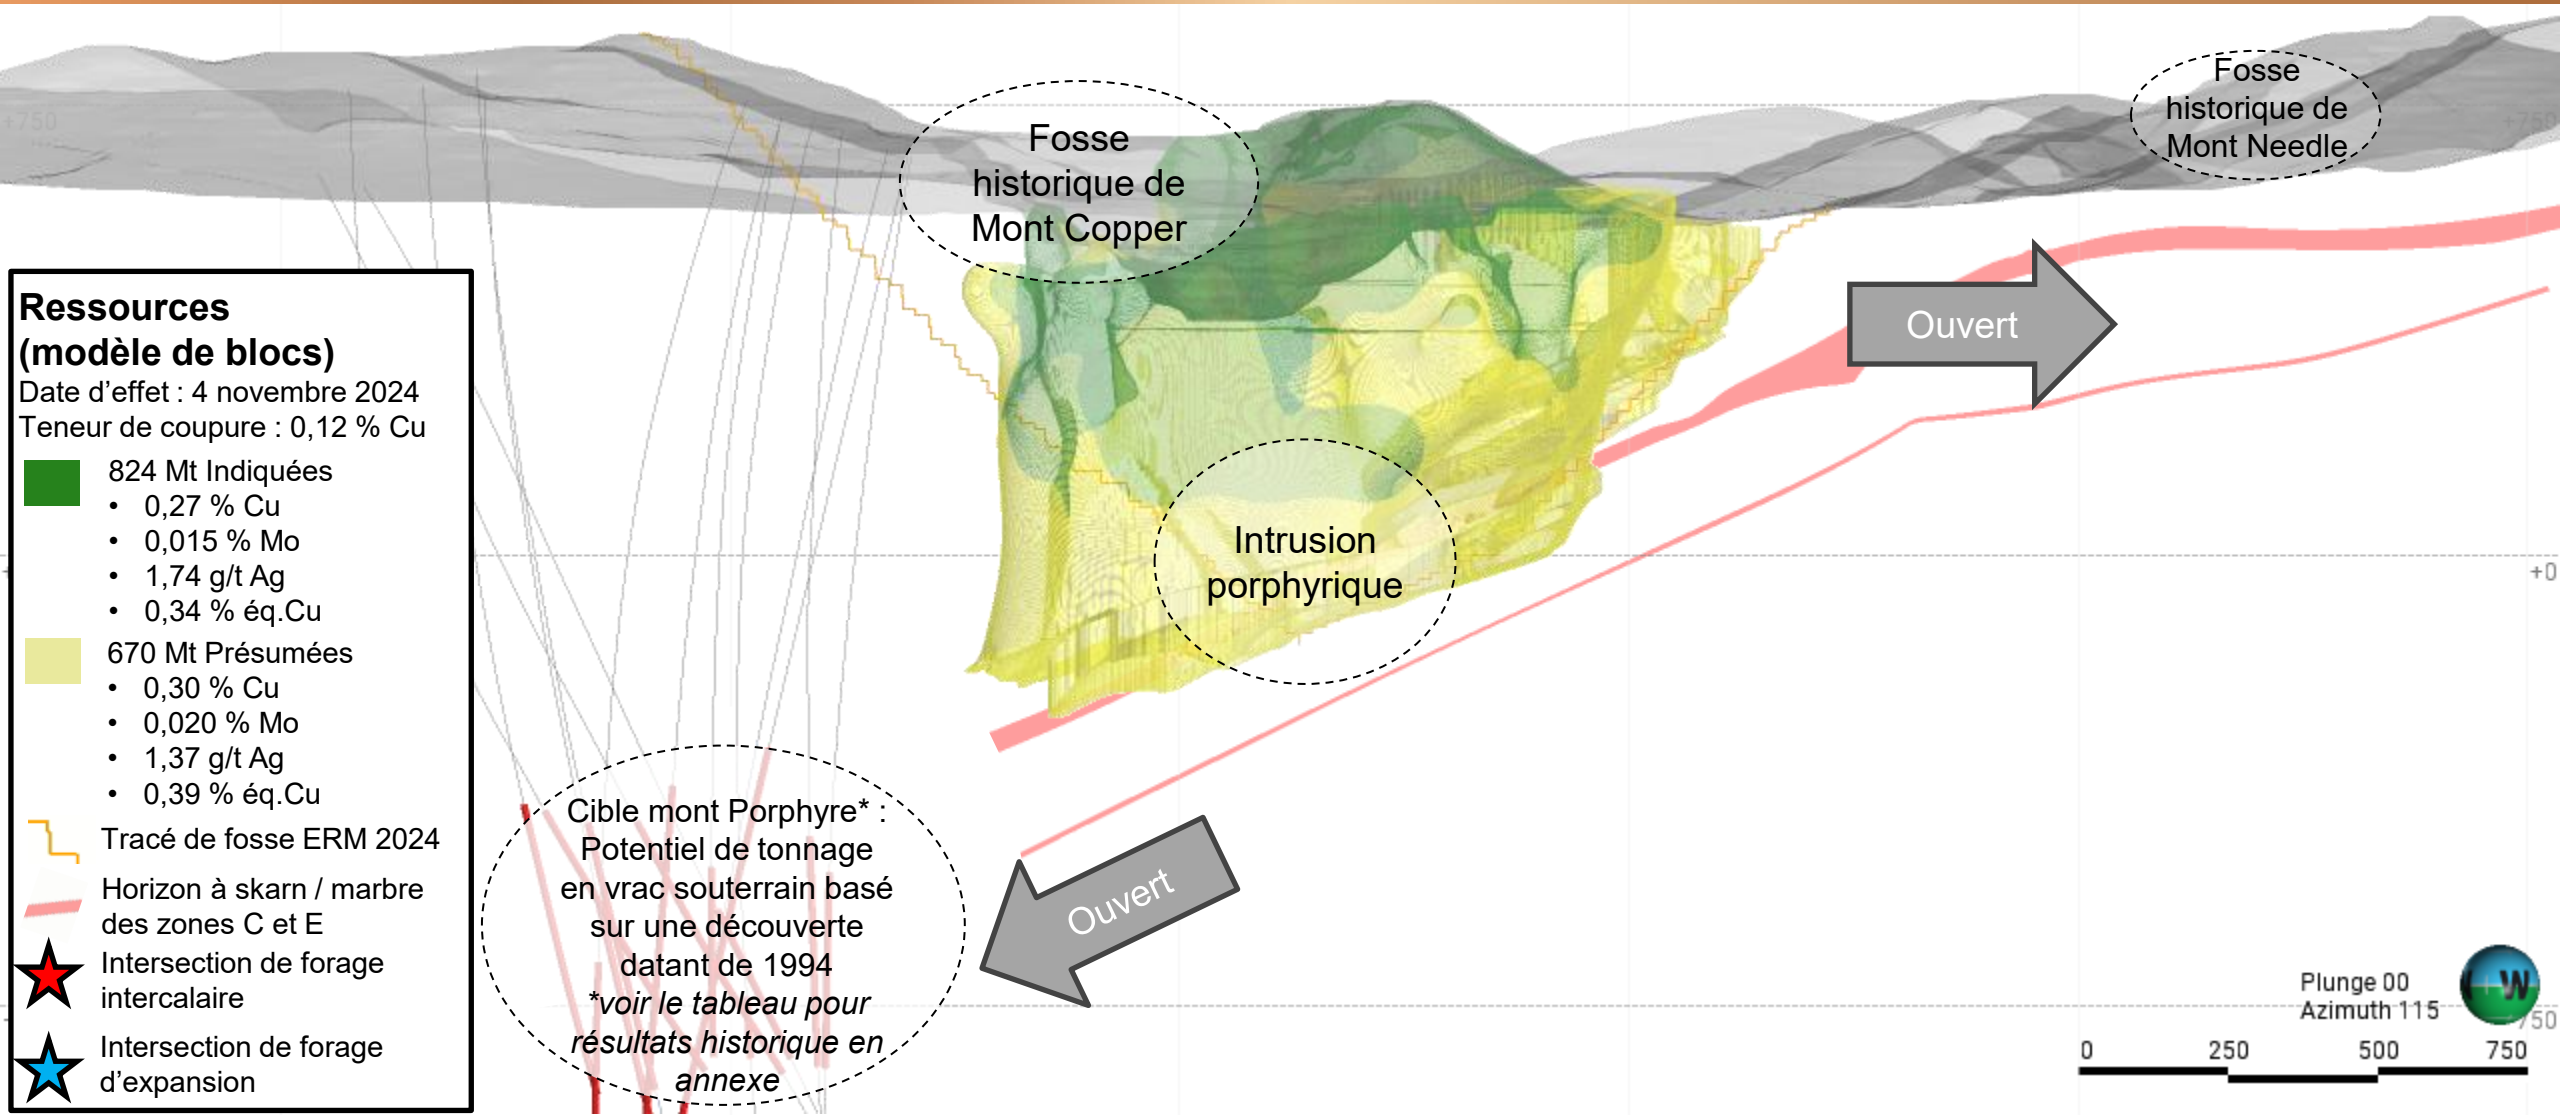 Fosse
historique de
Mont Needle
+750
+750
Fosse
historique de
Mont Copper
Ressources
(modèle de blocs)
Date d’effet : 4 novembre 2024
Teneur de coupure : 0,12 % Cu
824 Mt Indiquées
• 0,27 % Cu
• 0,015 % Mo
• 1,74 g/t Ag
• 0,34 % éq.Cu
670 Mt Présumées
• 0,30 % Cu
• 0,020 % Mo
• 1,37 g/t Ag
• 0,39 % éq.Cu
Tracé de fosse ERM 2024
Horizon à skarn / marbre
des zones C et E
Intersection de forage
intercalaire
Intersection de forage
d’expansion
Ouvert
Intrusion
porphyrique
+0
Cible mont Porphyre* :
Potentiel de tonnage
en vrac souterrain basé
sur une découverte
datant de 1994
*voir le tableau pour
résultats historique en
annexe
Ouvert
Plunge 00
Azimuth 115
W
750
0 250 500 750